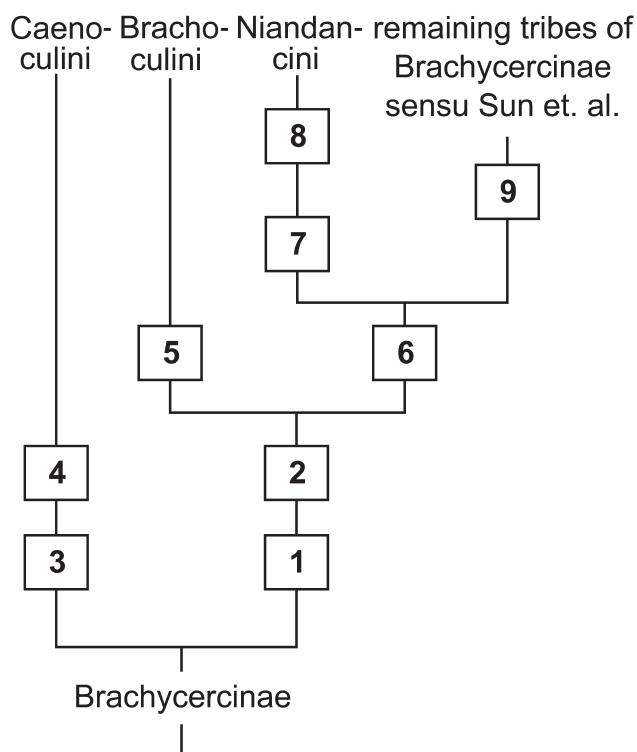 Caeno-
culini
Bracho-
culini
Niandan-
cini
remaining tribes of
Brachycercinae
sensu Sun et. al.
8
9
7
5
6
4
2
3
1
Brachycercinae